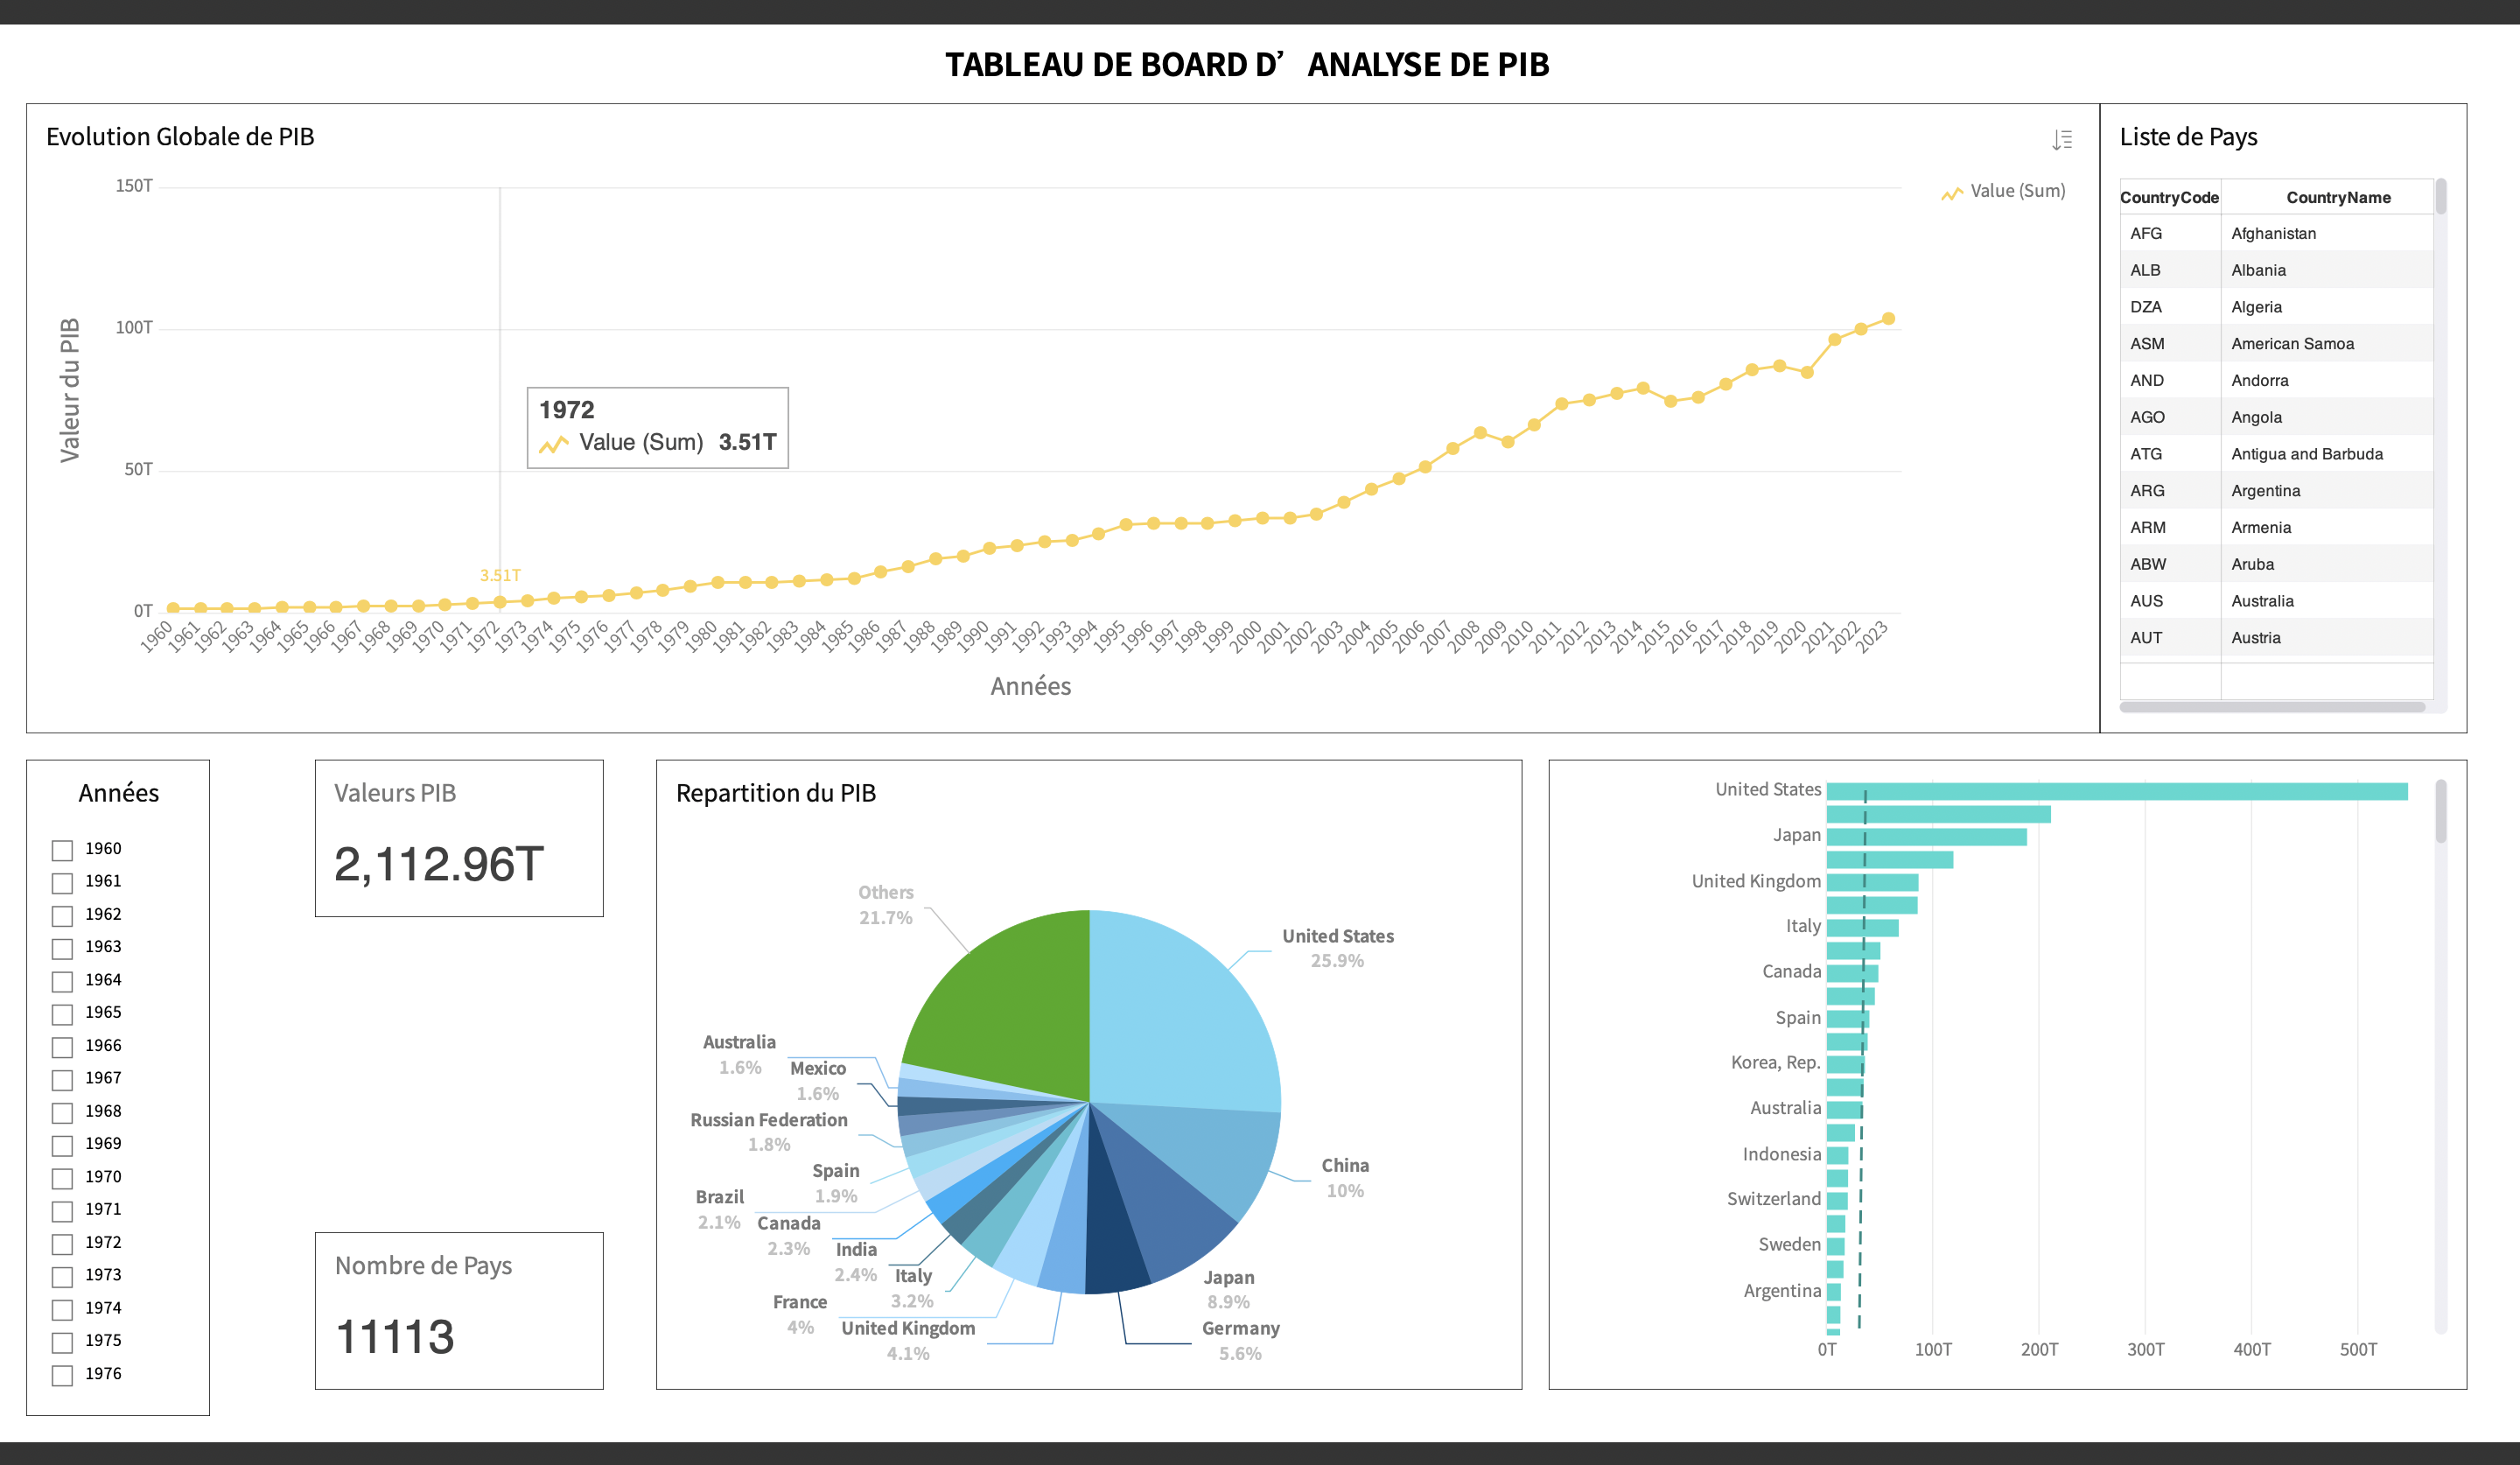 TABLEAU DE BOARD D’ ANALYSE DE PIB
Evolution Globale de PIB
Value (Sum)
Valeur du PIB
150T
100T
50T
0T
1972
Value (Sum) 3.51T
3.51T
1960 1961 1962 1963 1964 1965 1966 1967 1968 1969 1970 1971 1972 1973 1974 1975 1976 1977 1978 1979 1980 1981 1982 1983 1984 1985 1986 1987 1988 1989 1990 1991 1992 1993 1994 1995 1996 1997 1998 1999 2000 2001 2002 2003 2004 2005 2006 2007 2008 2009 2010 2011 2012 2013 2014 2015 2016 2017 2018 2019 2020 2021 2022 2023
Années
Liste de Pays
CountryCode CountryName
AFG Afghanistan
ALB Albania
DZA Algeria
ASM American Samoa
AND Andorra
AGO Angola
ATG Antigua and Barbuda
ARG Argentina
ARM Armenia
ABW Aruba
AUS Australia
AUT Austria
Années
1960
1961
1962
1963
1964
1965
1966
1967
1968
1969
1970
1971
1972
1973
1974
1975
1976
Valeurs PIB
2,112.96T
Nombre de Pays
11113
Repartition du PIB
Others
21.7%
United States
25.9%
Australia
1.6%
Mexico
1.6%
Russian Federation
1.8%
Spain
1.9%
Brazil
2.1%
Canada
2.3%
India
2.4%
Italy
3.2%
France
4%
United Kingdom
4.1%
Germany
5.6%
Japan
8.9%
China
10%
United States
Japan
United Kingdom
Italy
Canada
Spain
Korea, Rep.
Australia
Indonesia
Switzerland
Sweden
Argentina
0T 100T 200T 300T 400T 500T